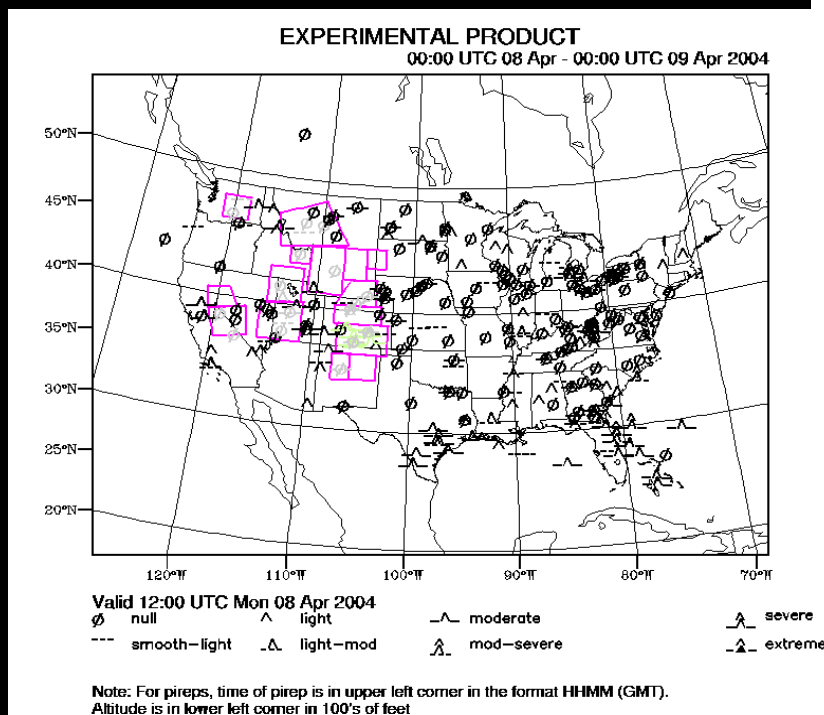 EXPERIMENTAL PRODUCT
00:00 UTC 08 Apr - 00:00 UTC 09 Apr 2004
50°N
45°N
40°N
35°N
30°N
25°N
20°N
120°W 110°W 100°W 90°W 80°W 70°W
Valid 12:00 UTC Mon 08 Apr 2004
null light moderate severe
smooth-light light-mod mod-severe extreme
Note: For pireps, time of pirep is in upper left corner in the format HHMM (GMT).
Altitude is in lower left corner in 100's of feet